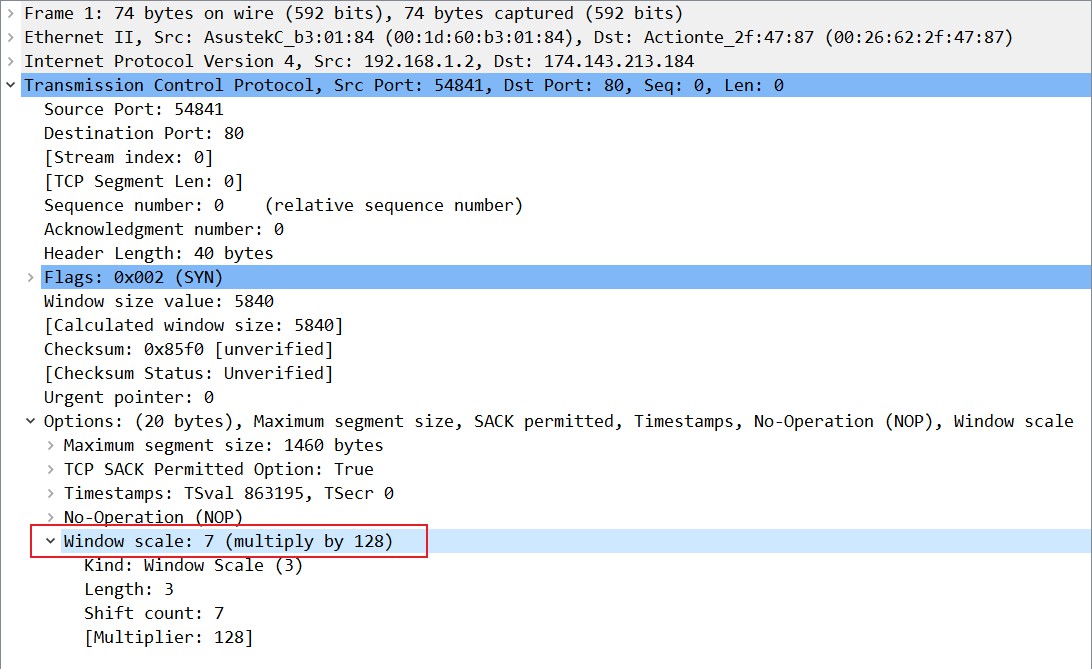 Frame 1: 74 bytes on wire (592 bits), 74 bytes captured (592 bits)
Ethernet II, Src: AsustekC_b3:01:84 (00:1d:60:b3:01:84), Dst: Actionte_2f:47:87 (00:26:62:2f:47:87)
Internet Protocol Version 4, Src: 192.168.1.2, Dst: 174.143.213.184
Transmission Control Protocol, Src Port: 54841, Dst Port: 80, Seq: 0, Len: 0
Source Port: 54841
Destination Port: 80
[Stream index: 0]
[TCP Segment Len: 0]
Sequence number: 0    (relative sequence number)
Acknowledgment number: 0
Header Length: 40 bytes
Flags: 0x002 (SYN)
Window size value: 5840
[Calculated window size: 5840]
Checksum: 0x85f0 [unverified]
[Checksum Status: Unverified]
Urgent pointer: 0
Options: (20 bytes), Maximum segment size, SACK permitted, Timestamps, No-Operation (NOP), Window scale
Maximum segment size: 1460 bytes
TCP SACK Permitted Option: True
Timestamps: TSval 863195, TSecr 0
No-Operation (NOP)
Window scale: 7 (multiply by 128)
Kind: Window Scale (3)
Length: 3
Shift count: 7
[Multiplier: 128]